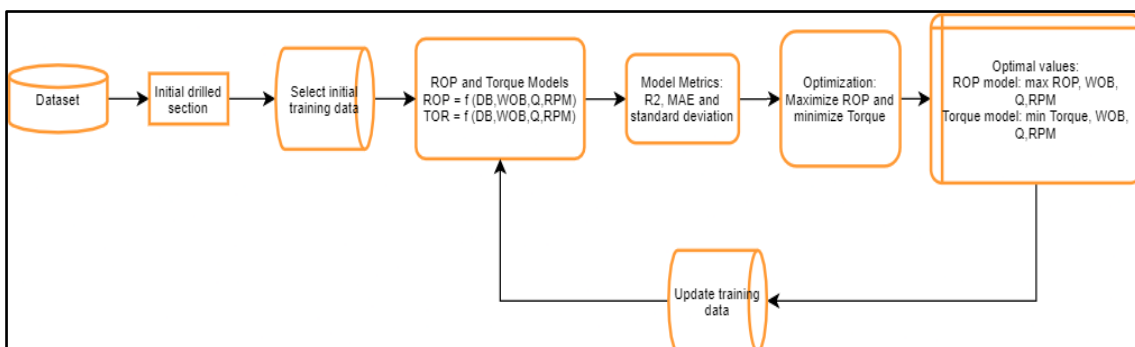 Dataset
Initial drilled
section
Select initial
training data
ROP and Torque Models
ROP = f (DB,WOB,Q,RPM)
TOR = f (DB,WOB,Q,RPM)
Model Metrics:
R2, MAE and
standard deviation
Optimization:
Maximize ROP and
minimize Torque
Optimal values:
ROP model: max ROP, WOB,
Q,RPM
Torque model: min Torque, WOB,
Q,RPM
Update training
data